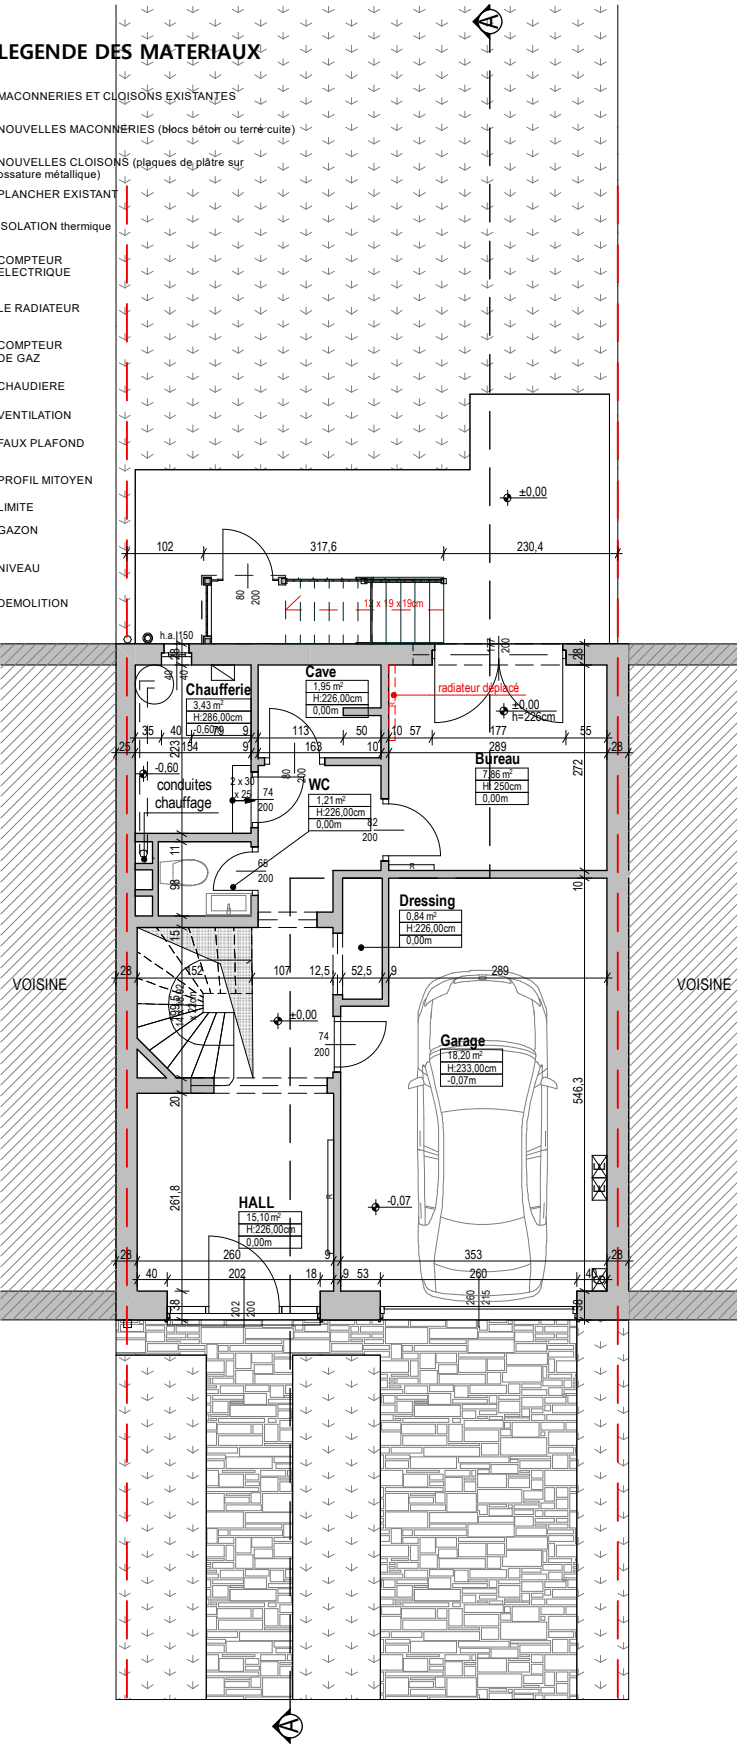 A
LEGENDE DES MATERIAUX
MACONNERIES ET CLOISONS EXISTANTES
NOUVELLES MACONNERIES (blocs béton ou terre cuite)
NOUVELLES CLOISONS (plaques de plâtre sur
ossature métallique)
PLANCHER EXISTANT
ISOLATION thermique
COMPTEUR
ELECTRIQUE
LE RADIATEUR
COMPTEUR
DE GAZ
CHAUDIERE
VENTILATION
FAUX PLAFOND
PROFIL MITOYEN
LIMITE
GAZON
NIVEAU
DEMOLITION
±0,00
102
317,6
230,4
80
200
12 x 19 x19cm
h.a. 150
177
200
28
28
40
40
Cave
1,95 m²
H:226,00cm
0,00m
Chaufferie
3,43 m²
H:286,00cm
-0,60m
radiateur déplacé
R
±0,00
h=226cm
35
40
79
9
113
50
10
57
177
55
25
154
9
163
10
289
28
223
272
-0,60
conduites
chauffage
2 x 30
x 25
74
200
80
200
WC
1,21 m²
H:226,00cm
0,00m
Bureau
7,86 m²
H: 250cm
0,00m
82
200
11
98
65
200
R
10
Dressing
0,84 m²
H:226,00cm
0,00m
15
VOISINE
VOISINE
28
152
107
12,5
52,5
9
289
±0,00
74
200
Garage
18,20 m²
H:233,00cm
-0,07m
546,3
20
261,8
R
-0,07
HALL
15,10 m²
H:226,00cm
0,00m
28
260
9
353
28
40
202
18
9
53
260
40
38
202
200
260
215
38
A